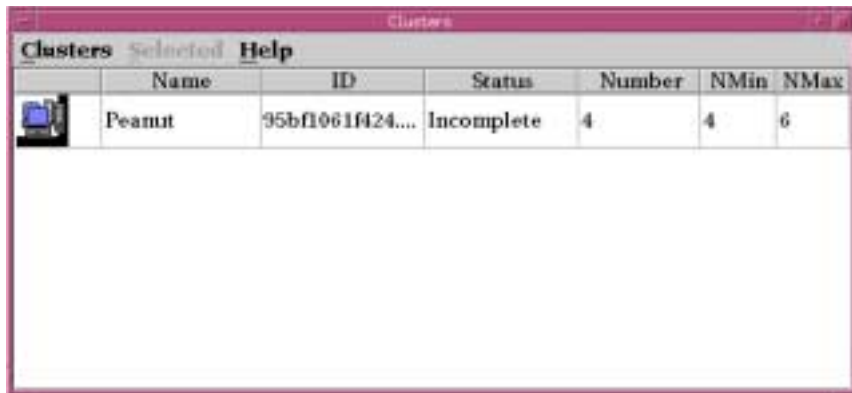 Clusters
Clusters Selected Help
Name ID Status Number NMin NMax
Peanut 95bf1061f424.... Incomplete 4 4 6